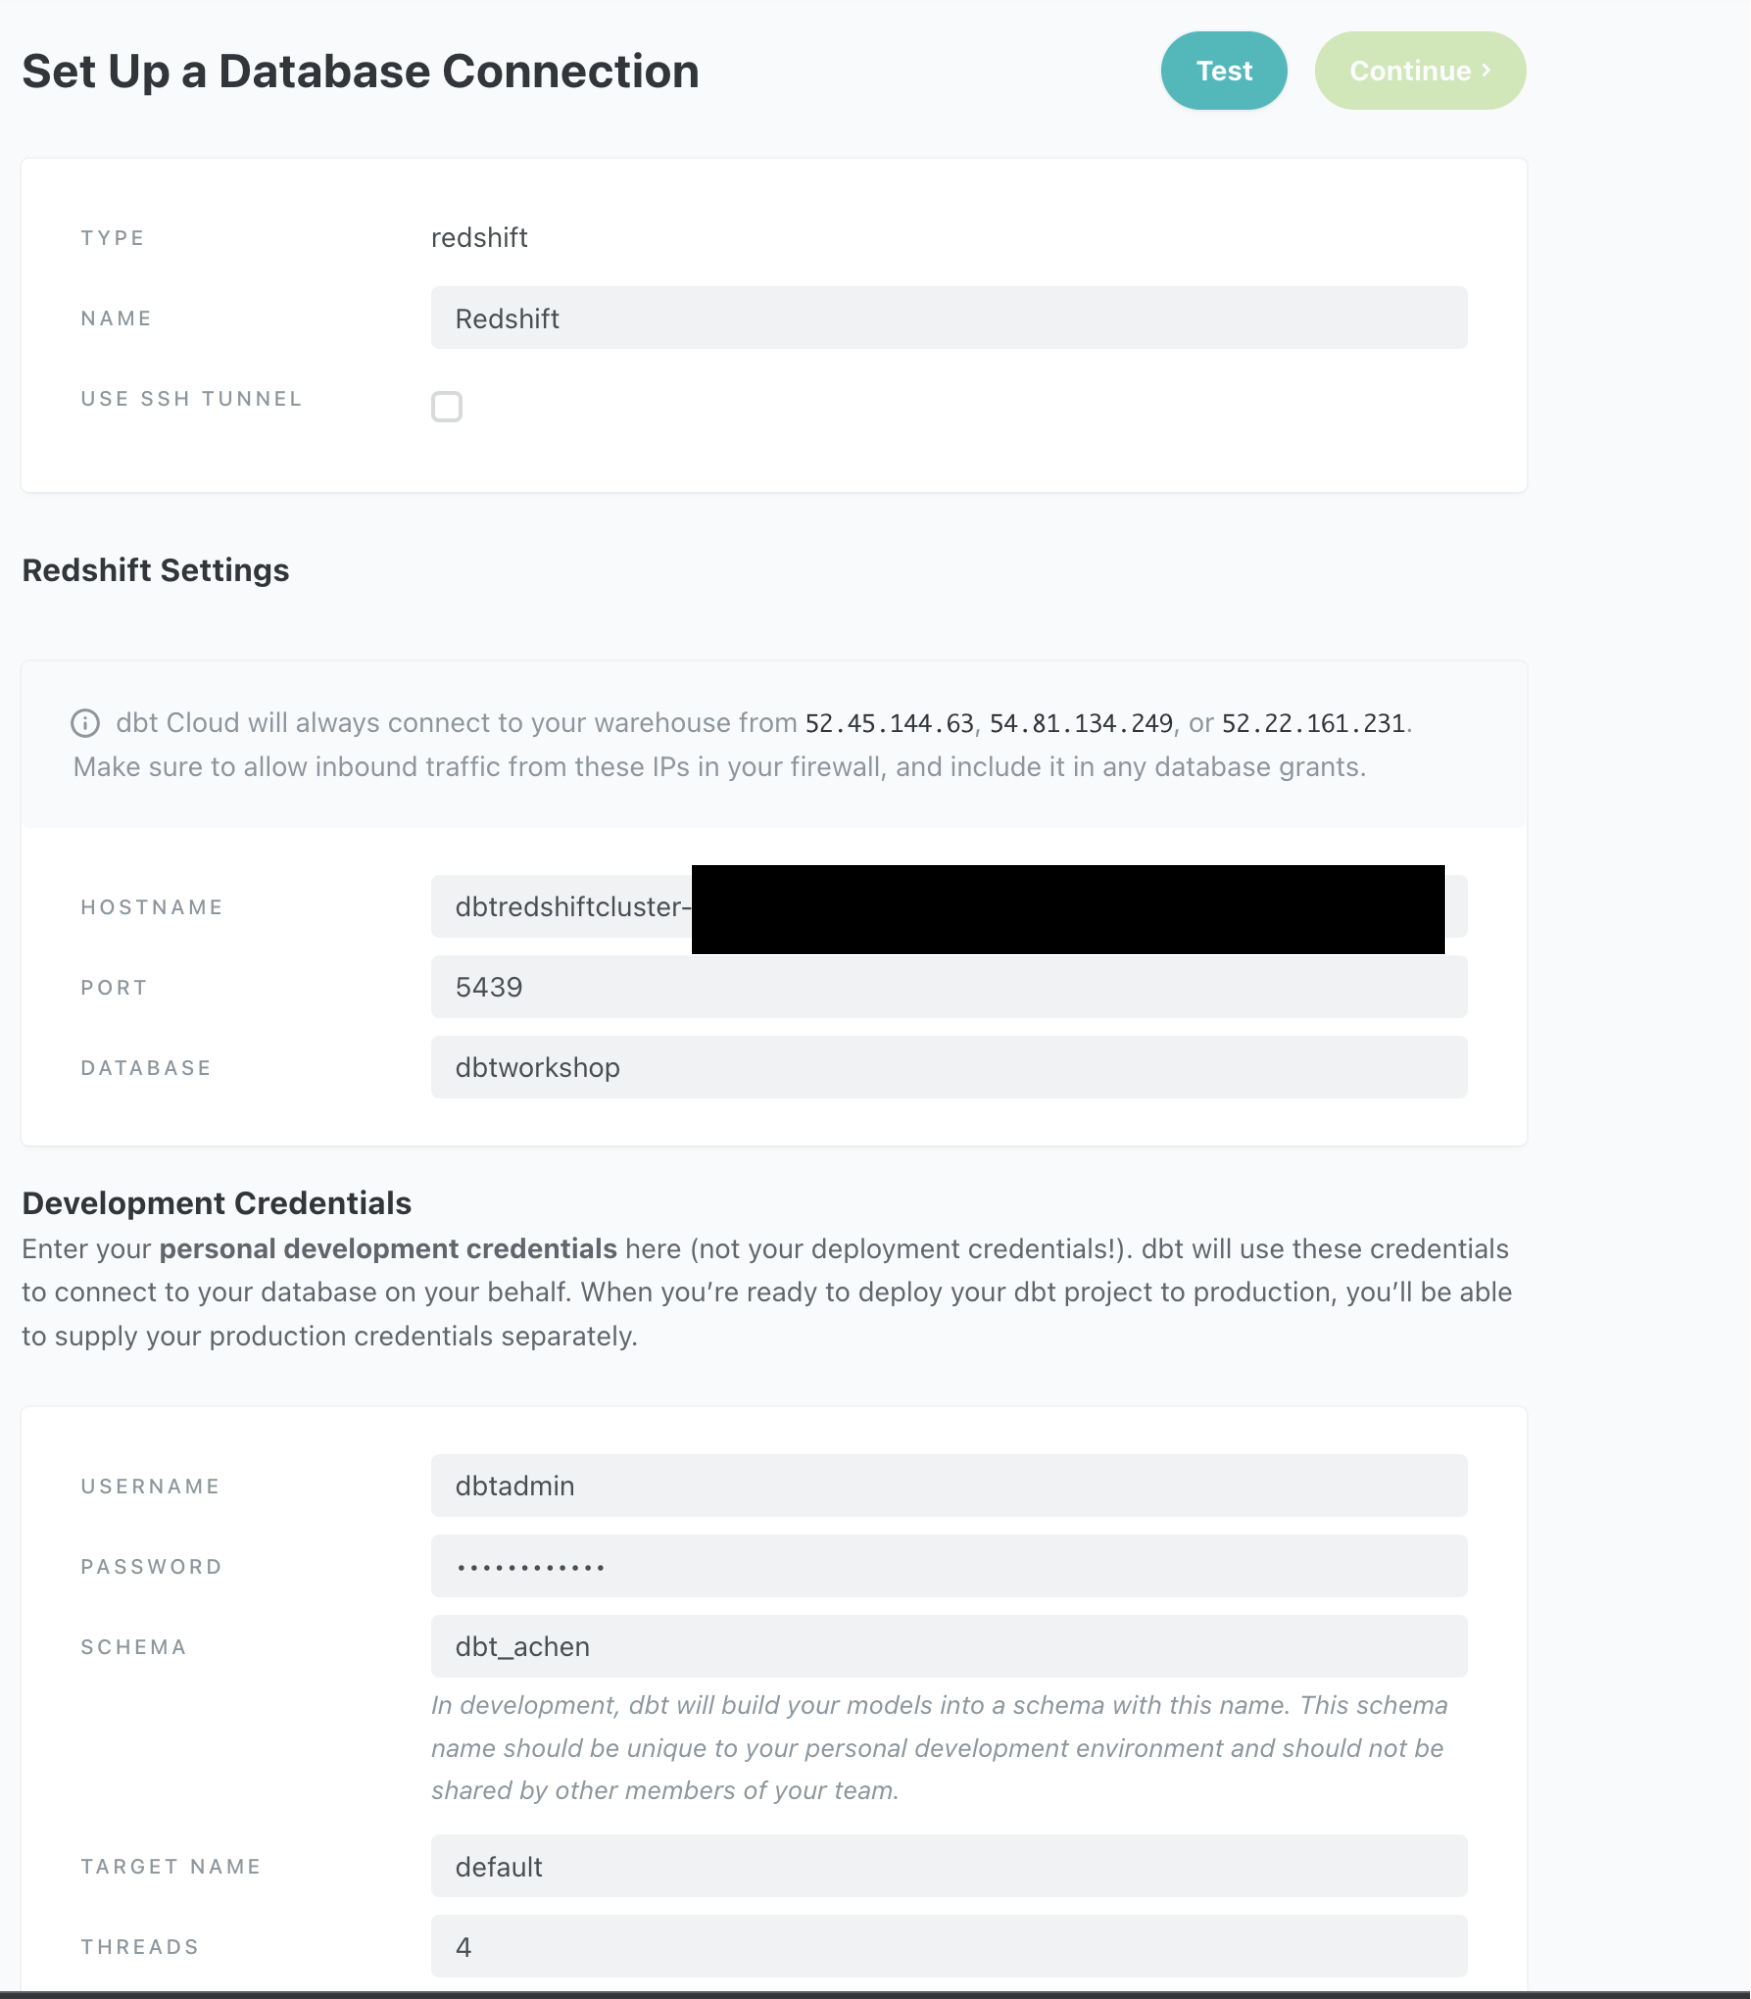 Set Up a Database Connection
Test
Continue ›
TYPE
redshift
NAME
Redshift
USE SSH TUNNEL
Redshift Settings
dbt Cloud will always connect to your warehouse from 52.45.144.63, 54.81.134.249, or 52.22.161.231.
Make sure to allow inbound traffic from these IPs in your firewall, and include it in any database grants.
HOSTNAME
dbtredshiftcluster-
PORT
5439
DATABASE
dbtworkshop
Development Credentials
Enter your personal development credentials here (not your deployment credentials!). dbt will use these credentials
to connect to your database on your behalf. When you’re ready to deploy your dbt project to production, you’ll be able
to supply your production credentials separately.
USERNAME
dbtadmin
PASSWORD
••••••••••••
SCHEMA
dbt_achen
In development, dbt will build your models into a schema with this name. This schema
name should be unique to your personal development environment and should not be
shared by other members of your team.
TARGET NAME
default
THREADS
4